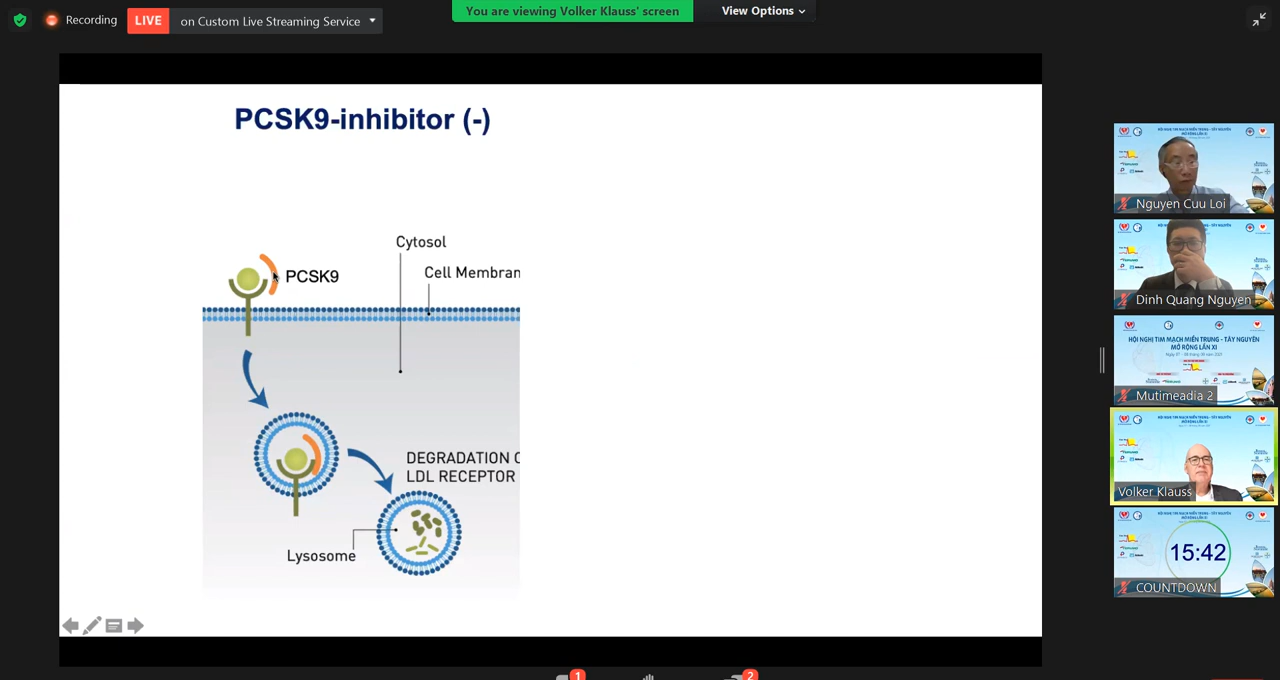 Recording
LIVE
on Custom Live Streaming Service
You are viewing Volker Klauss' screen
View Options
PCSK9-inhibitor (-)
Cytosol
Cell Membran
PCSK9
DEGRADATION O
LDL RECEPTOR
Lysosome
Nguyen Cuu Loi
Dinh Quang Nguyen
HỘI NGHỊ TIM MẠCH MIỀN TRUNG - TÂY NGUYÊN
MỞ RỘNG LẦN XI
Mutimeadia 2
Volker Klauss
15:42
COUNTDOWN
1
2